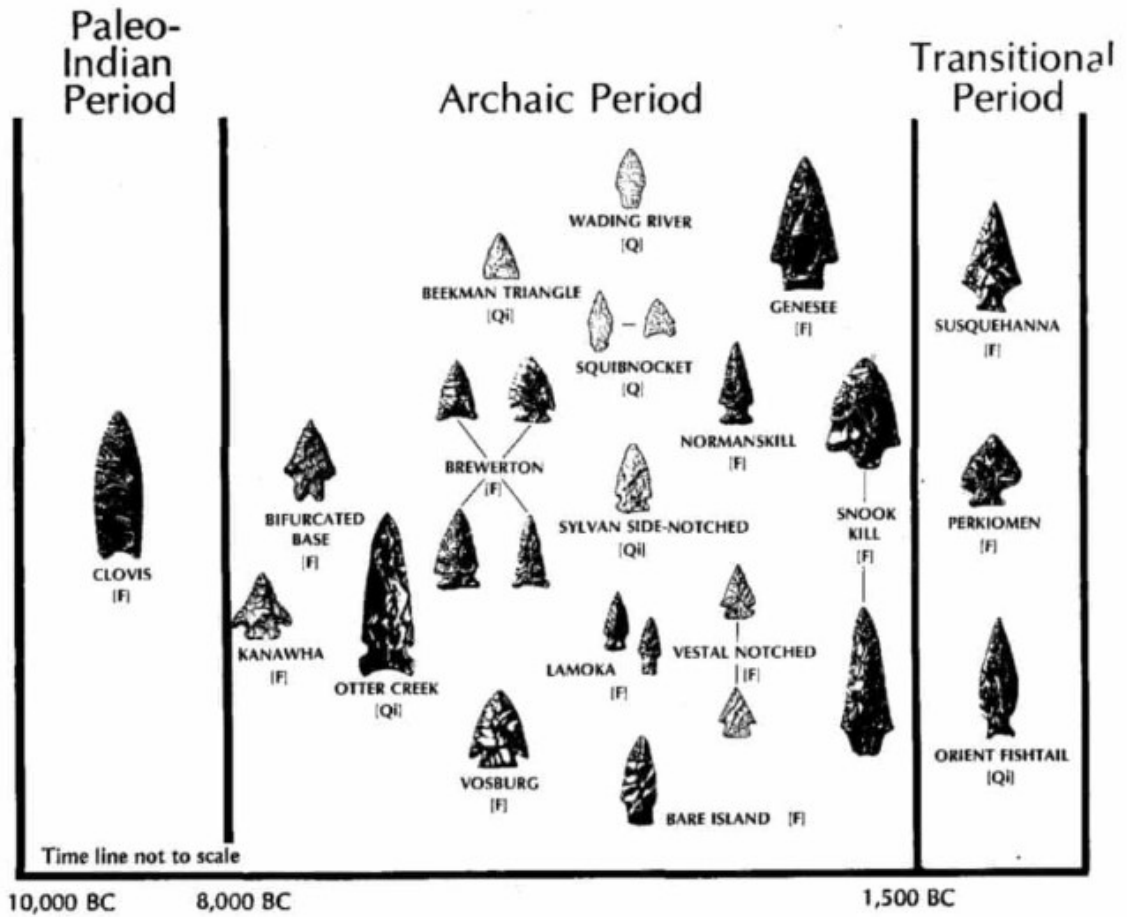 Paleo-
Indian
Period
Archaic Period
Transitional
Period
WADING RIVER
[Q]
BEEKMAN TRIANGLE
[Qi]
GENESEE
[F]
SUSQUEHANNA
[F]
SQUIBNOCKET
[Q]
NORMANSKILL
[F]
BREWERTON
[F]
BIFURCATED
BASE
[F]
SYLVAN SIDE-NOTCHED
[Qi]
SNOOK
KILL
[F]
PERKIOMEN
[F]
CLOVIS
[F]
KANAWHA
[F]
OTTER CREEK
[Qi]
LAMOKA
[F]
VESTAL NOTCHED
[F]
VOSBURG
[F]
BARE ISLAND [F]
ORIENT FISHTAIL
[Qi]
Time line not to scale
10,000 BC
8,000 BC
1,500 BC